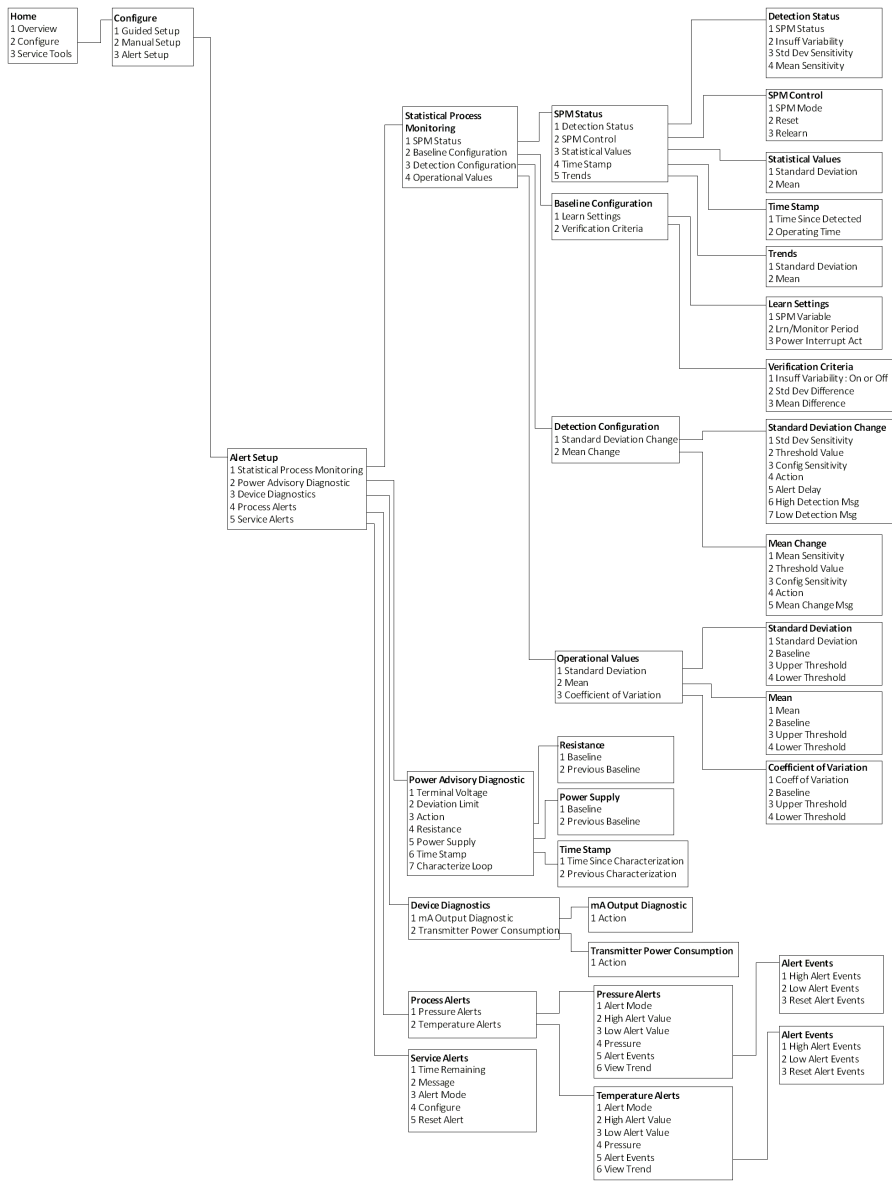 Home
1 Overview
2 Configure
3 Service Tools
Configure
1 Guided Setup
2 Manual Setup
3 Alert Setup
Alert Setup
1 Statistical Process Monitoring
2 Power Advisory Diagnostic
3 Device Diagnostics
4 Process Alerts
5 Service Alerts
Statistical Process
Monitoring
1 SPM Status
2 Baseline Configuration
3 Detection Configuration
4 Operational Values
SPM Status
1 Detection Status
2 SPM Control
3 Statistical Values
4 Time Stamp
5 Trends
Baseline Configuration
1 Learn Settings
2 Verification Criteria
Detection Status
1 SPM Status
2 Insuff Variability
3 Std Dev Sensitivity
4 Mean Sensitivity
SPM Control
1 SPM Mode
2 Reset
3 Relearn
Statistical Values
1 Standard Deviation
2 Mean
Time Stamp
1 Time Since Detected
2 Operating Time
Trends
1 Standard Deviation
2 Mean
Learn Settings
1 SPM Variable
2 Lrn/Monitor Period
3 Power Interrupt Act
Verification Criteria
1 Insuff Variability : On or Off
2 Std Dev Difference
3 Mean Difference
Detection Configuration
1 Standard Deviation Change
2 Mean Change
Standard Deviation Change
1 Std Dev Sensitivity
2 Threshold Value
3 Config Sensitivity
4 Action
5 Alert Delay
6 High Detection Msg
7 Low Detection Msg
Mean Change
1 Mean Sensitivity
2 Threshold Value
3 Config Sensitivity
4 Action
5 Mean Change Msg
Operational Values
1 Standard Deviation
2 Mean
3 Coefficient of Variation
Standard Deviation
1 Standard Deviation
2 Baseline
3 Upper Threshold
4 Lower Threshold
Mean
1 Mean
2 Baseline
3 Upper Threshold
4 Lower Threshold
Coefficient of Variation
1 Coeff of Variation
2 Baseline
3 Upper Threshold
4 Lower Threshold
Power Advisory Diagnostic
1 Terminal Voltage
2 Deviation Limit
3 Action
4 Resistance
5 Power Supply
6 Time Stamp
7 Characterize Loop
Resistance
1 Baseline
2 Previous Baseline
Power Supply
1 Baseline
2 Previous Baseline
Time Stamp
1 Time Since Characterization
2 Previous Characterization
Device Diagnostics
1 mA Output Diagnostic
2 Transmitter Power Consumption
mA Output Diagnostic
1 Action
Transmitter Power Consumption
1 Action
Process Alerts
1 Pressure Alerts
2 Temperature Alerts
Pressure Alerts
1 Alert Mode
2 High Alert Value
3 Low Alert Value
4 Pressure
5 Alert Events
6 View Trend
Alert Events
1 High Alert Events
2 Low Alert Events
3 Reset Alert Events
Alert Events
1 High Alert Events
2 Low Alert Events
3 Reset Alert Events
Service Alerts
1 Time Remaining
2 Message
3 Alert Mode
4 Configure
5 Reset Alert
Temperature Alerts
1 Alert Mode
2 High Alert Value
3 Low Alert Value
4 Pressure
5 Alert Events
6 View Trend